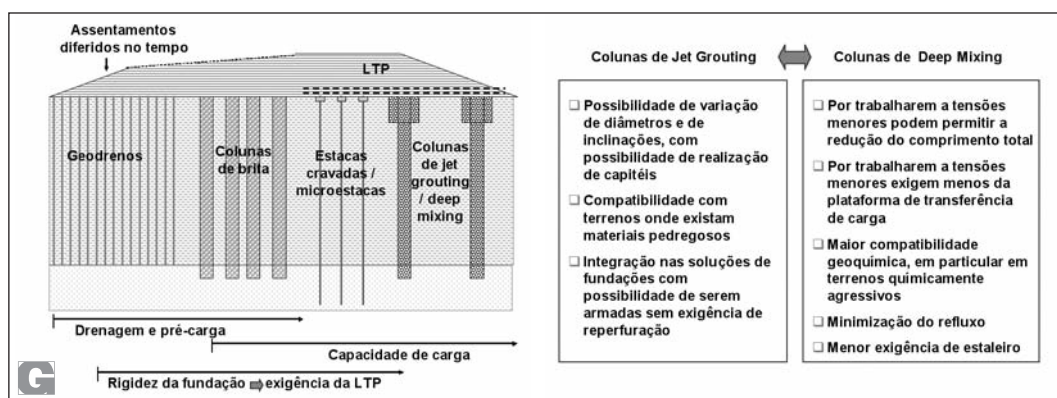 Assentamentos
diferidos no tempo
LTP
Geodrenos
Colunas
de brita
Estacas
cravadas /
microestacas
Colunas
de jet
grouting
/ deep
mixing
Drenagem e pré-carga
Capacidade de carga
Rigidez da fundação exigência da LTP
G
Colunas de Jet Grouting
Possibilidade de variação
de diâmetros e de
inclinações, com
possibilidade de realização
de capitéis
Compatibilidade com
terrenos onde existam
materiais pedregosos
Integração nas soluções de
fundações com
possibilidade de serem
armadas sem exigência de
reperfuração
Colunas de Deep Mixing
Por trabalharem a tensões
menores podem permitir a
redução do comprimento total
Por trabalharem a tensões
menores exigem menos da
plataforma de transferência
de carga
Maior compatibilidade
geoquímica, em particular em
terrenos químicamente
agressivos
Minimização do refluxo
Menor exigência de estaleiro